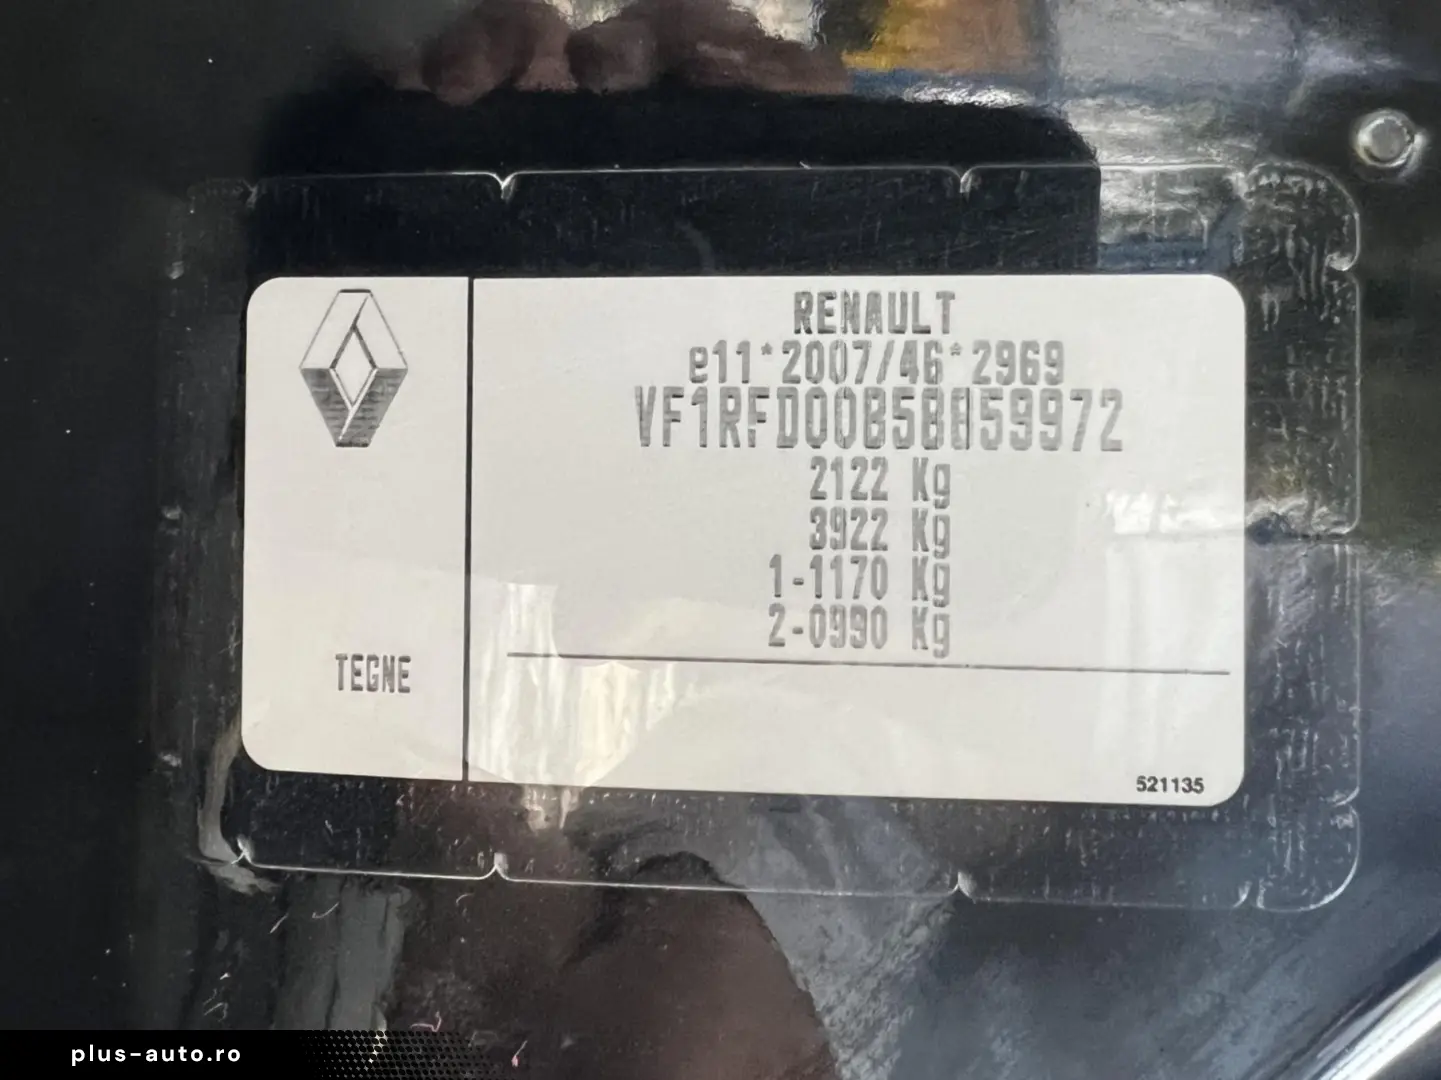 RENAULT
e11*2007/46*2969
2122 Kg
3922 Kg
1-1170 Kg
2-0990 Kg
TEGNE
521135
plus-auto.ro